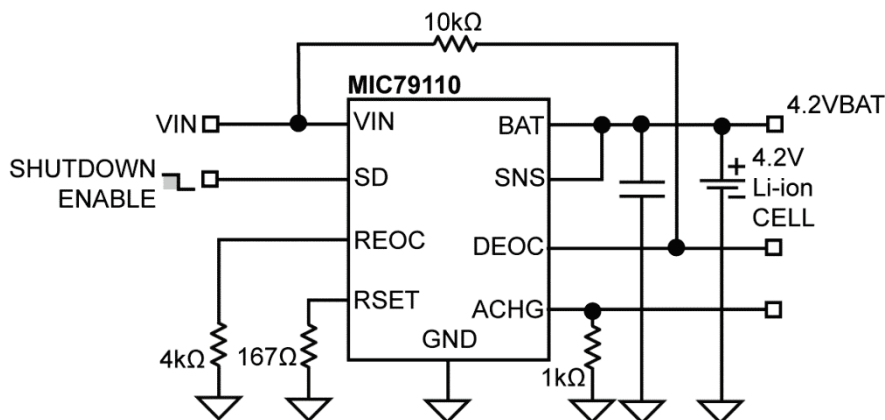 10kΩ
MIC79110
VIN
VIN
BAT
4.2VBAT
SHUTDOWN
ENABLE
SD
SNS
+
4.2V
Li-ion
CELL
-
REOC
DEOC
RSET
ACHG
GND
4kΩ
167Ω
1kΩ